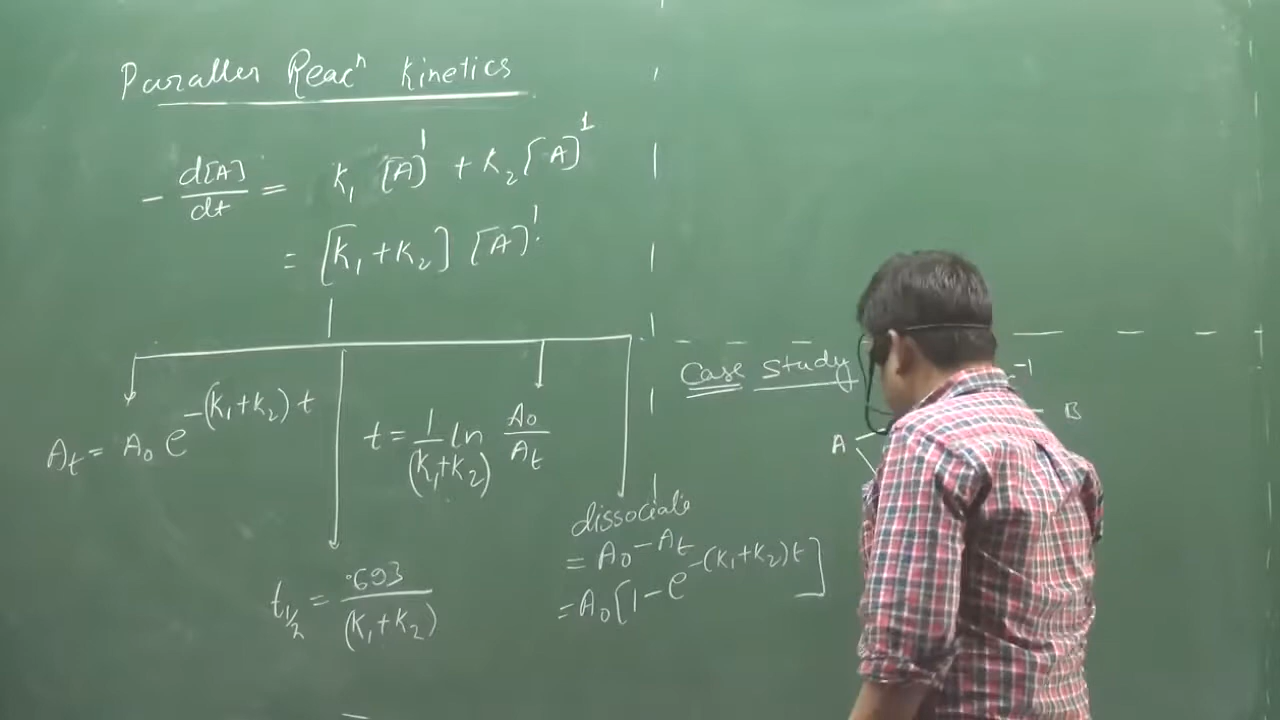 Paraller Reacⁿ Kinetics
- d[A]/dt = K₁ [A]¹ + K₂ [A]¹
= [K₁+K₂] [A]¹.
Aₜ = A₀ e^-(K₁+K₂)t
t = 1/(K₁+K₂) ln A₀/Aₜ
t½ = .693/(K₁+K₂)
dissociate
= A₀ - Aₜ
= A₀[1 - e^-(K₁+K₂)t]
Case Study
-1
A
B